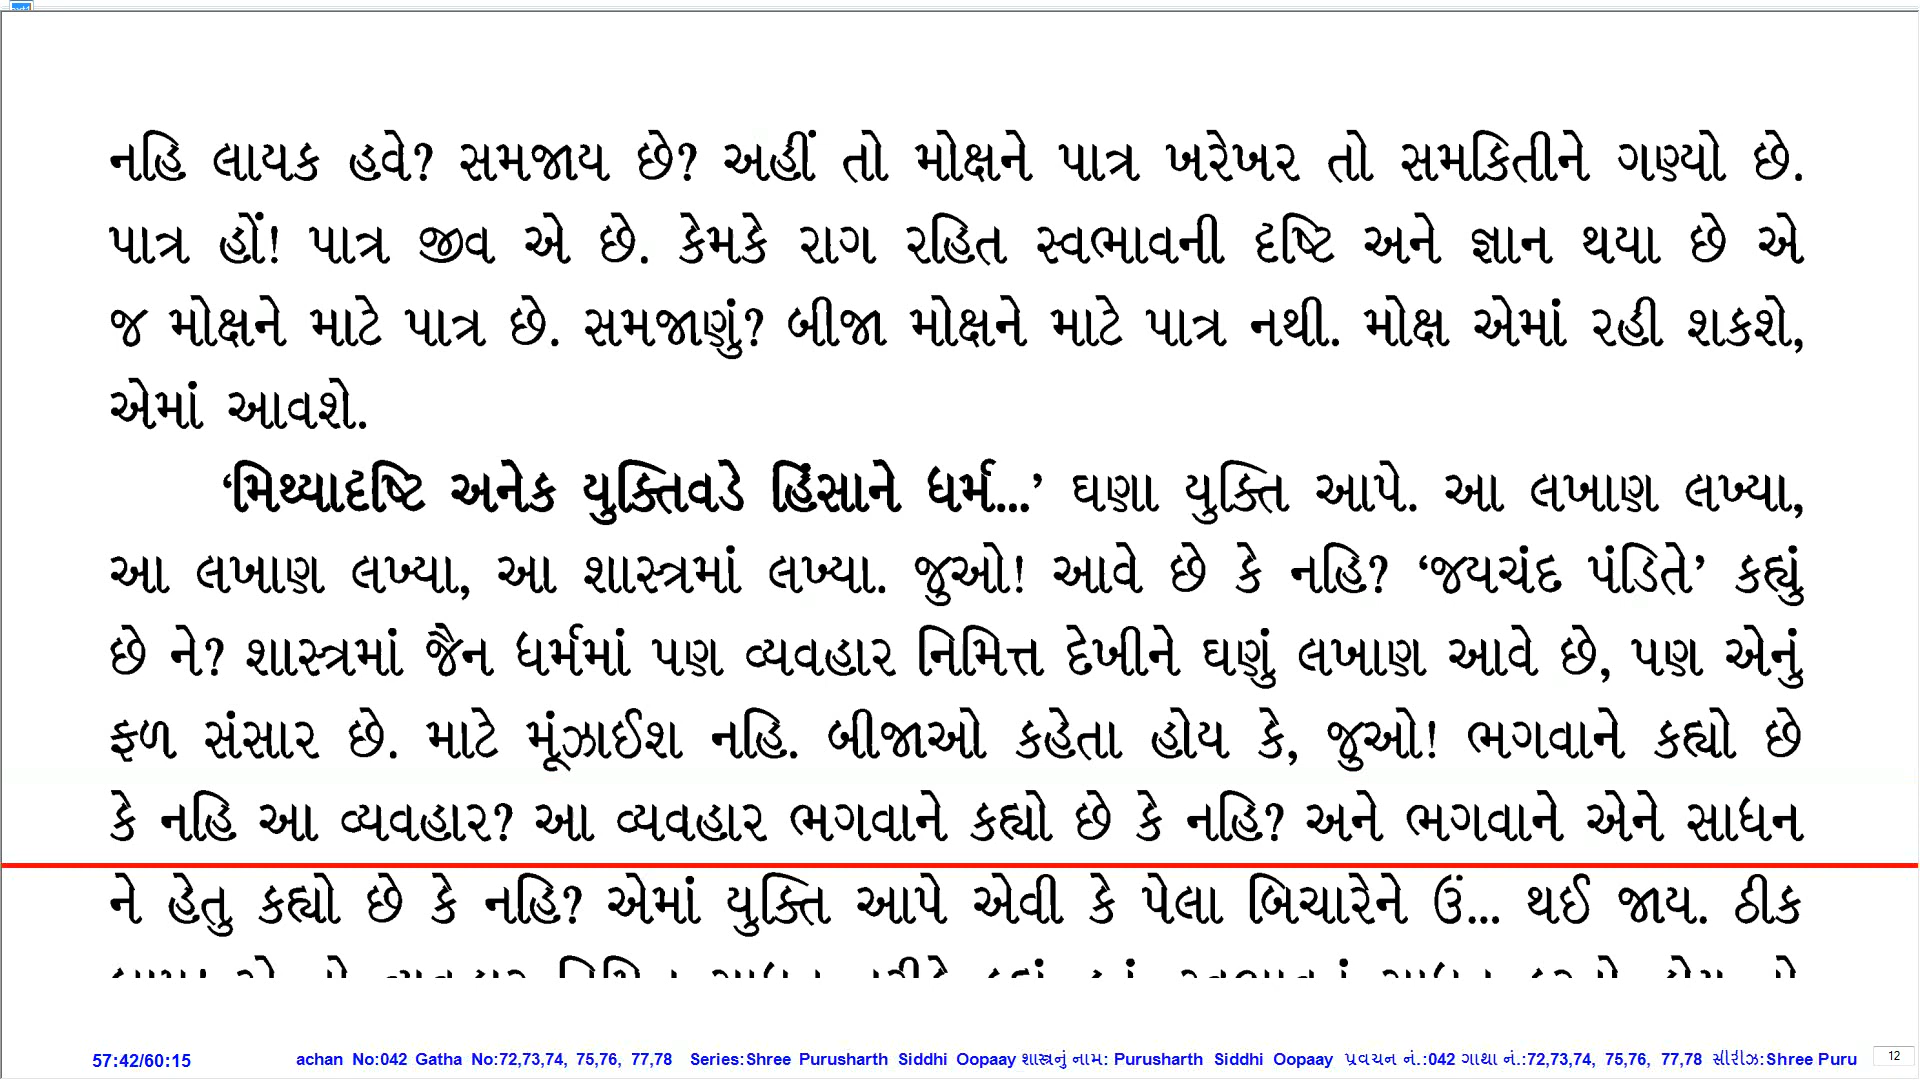 નહિ લાયક હવે? સમજાય છે? અહીં તો મોક્ષને પાત્ર ખરેખર તો સમકિતીને ગણ્યો છે.
પાત્ર હોં! પાત્ર જીવ એ છે. કેમકે રાગ રહિત સ્વભાવની દૃષ્ટિ અને જ્ઞાન થયા છે એ
જ મોક્ષને માટે પાત્ર છે. સમજાણું? બીજા મોક્ષને માટે પાત્ર નથી. મોક્ષ એમાં રહી શકશે,
એમાં આવશે.
‘મિથ્યાદૃષ્ટિ અનેક યુક્તિવડે હિંસાને ધર્મ...’ ઘણા યુક્તિ આપે. આ લખાણ લખ્યા,
આ લખાણ લખ્યા, આ શાસ્ત્રમાં લખ્યા. જુઓ! આવે છે કે નહિ? ‘જયચંદ પંડિતે’ કહ્યું
છે ને? શાસ્ત્રમાં જૈન ધર્મમાં પણ વ્યવહાર નિમિત્ત દેખીને ઘણું લખાણ આવે છે, પણ એનું
ફળ સંસાર છે. માટે મૂંઝાઈશ નહિ. બીજાઓ કહેતા હોય કે, જુઓ! ભગવાને કહ્યો છે
કે નહિ આ વ્યવહાર? આ વ્યવહાર ભગવાને કહ્યો છે કે નહિ? અને ભગવાને એને સાધન
ને હેતુ કહ્યો છે કે નહિ? એમાં યુક્તિ આપે એવી કે પેલા બિચારેને ઉં... થઈ જાય. ઠીક
57:42/60:15 achan No:042 Gatha No:72,73,74, 75,76, 77,78 Series:Shree Purusharth Siddhi Oopaay શાસ્ત્રનું નામ: Purusharth Siddhi Oopaay પ્રવચન નં.:042 ગાથા નં.:72,73,74, 75,76, 77,78 સીરીઝ:Shree Puru 12